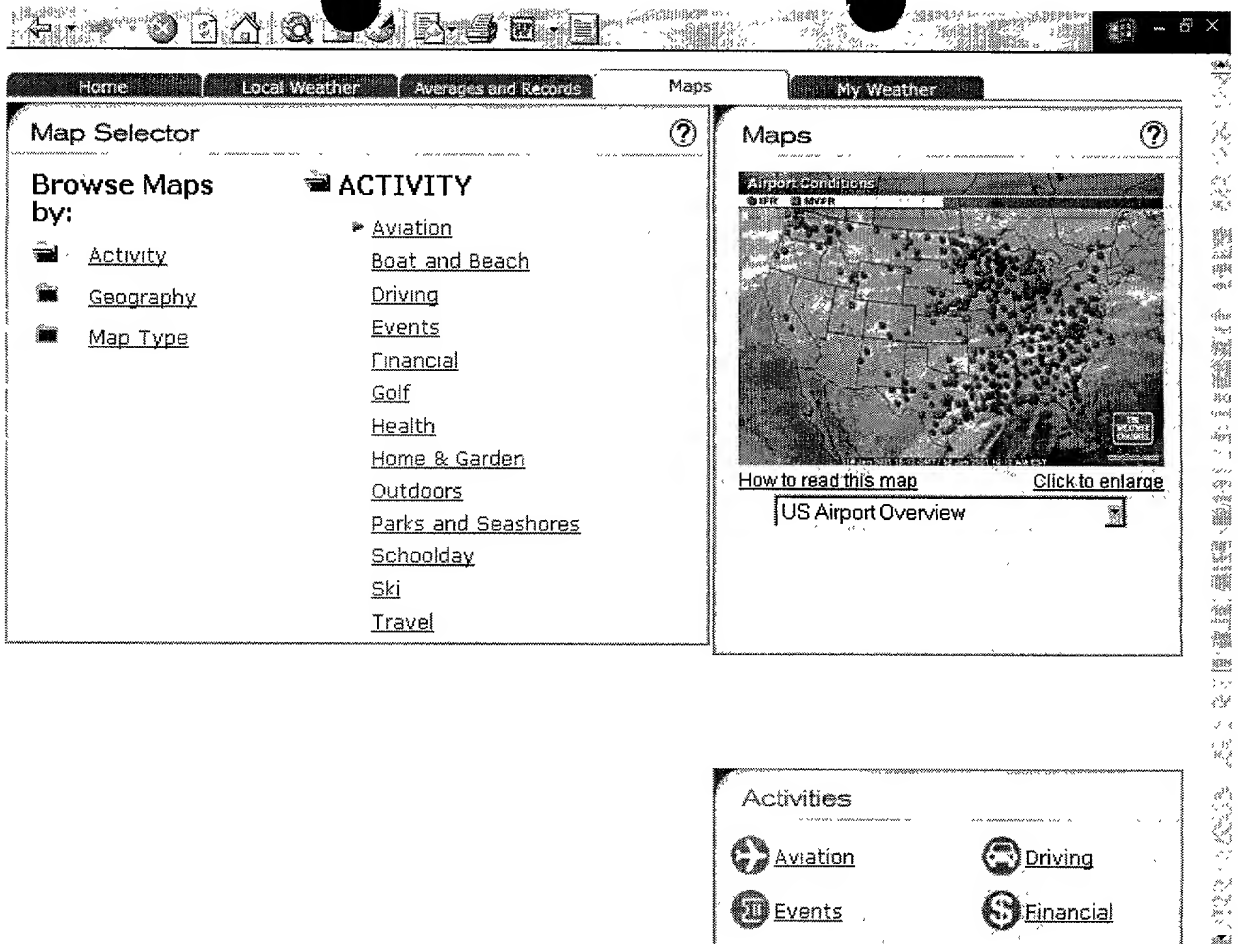 Home Local Weather Averages and Records Maps My Weather
Map Selector
Browse Maps
by:
Activity
Geography
Map Type
ACTIVITY
Aviation
Boat and Beach
Driving
Events
Financial
Golf
Health
Home & Garden
Outdoors
Parks and Seashores
Schoolday
Ski
Travel
Maps
Airport Conditions
IFR MVFR
THE
WEATHER
CHANNEL
How to read this map Click to enlarge
US Airport Overview
Activities
Aviation Driving
Events Financial